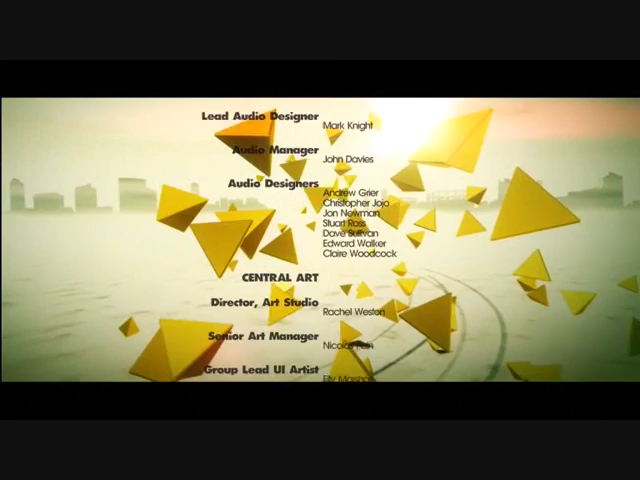 Lead Audio Designer
Mark Knight
Audio Manager
John Davies
Audio Designers
Andrew Grier
Christopher Jojo
Jon Newman
Stuart Ross
Dave Sullivan
Edward Walker
Claire Woodcock
CENTRAL ART
Director, Art Studio
Rachel Weston
Senior Art Manager
Group Lead UI Artist